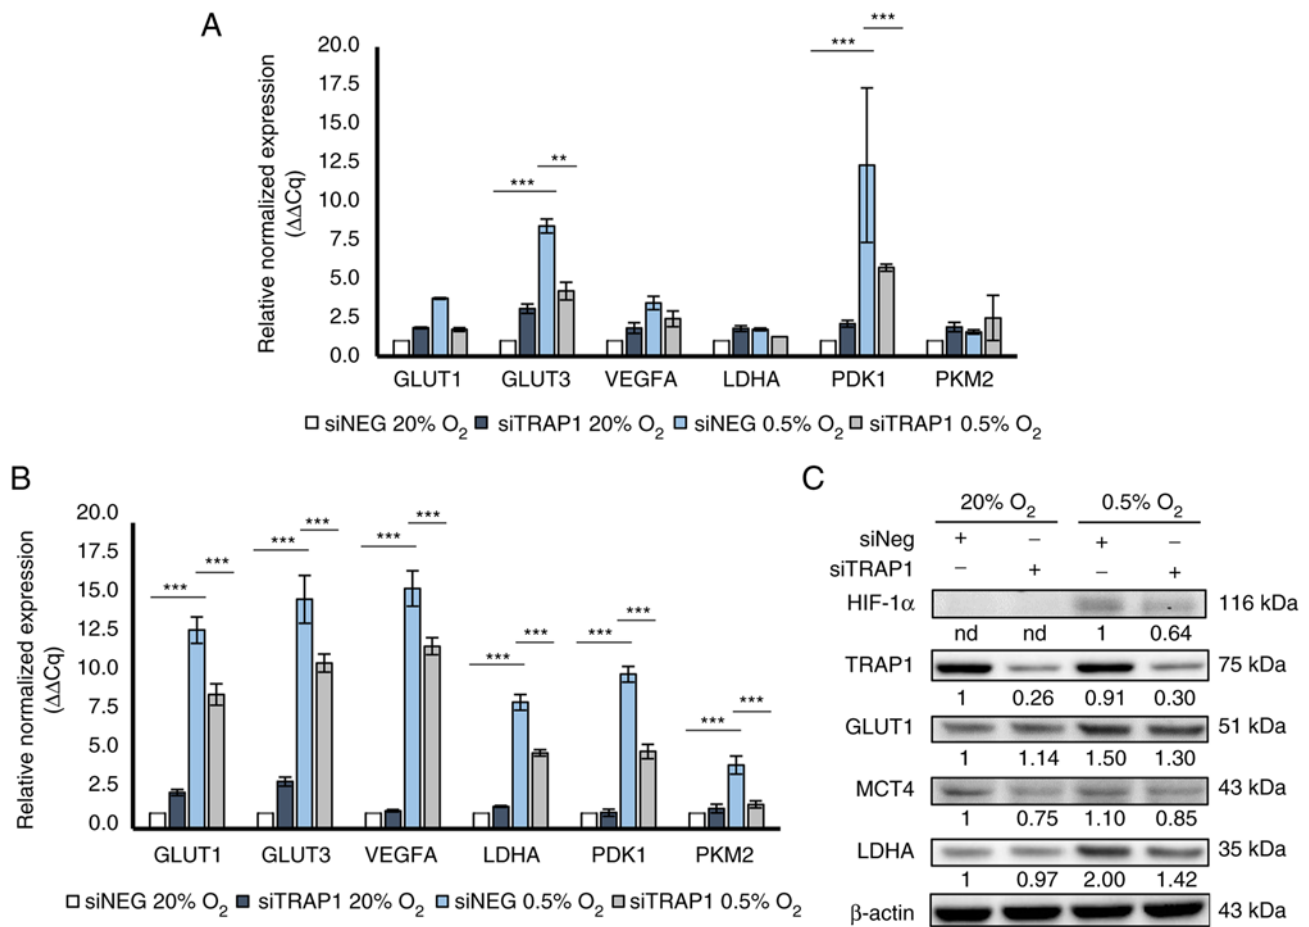 A
Relative normalized expression
(ΔΔCq)
20.0
17.5
15.0
12.5
10.0
7.5
5.0
2.5
0.0
*** **
*** ***
GLUT1 GLUT3 VEGFA LDHA PDK1 PKM2
siNEG 20% O2 siTRAP1 20% O2 siNEG 0.5% O2 siTRAP1 0.5% O2
B
Relative normalized expression
(ΔΔCq)
20.0
17.5
15.0
12.5
10.0
7.5
5.0
2.5
0.0
*** ***
*** ***
*** ***
*** ***
*** ***
*** ***
GLUT1 GLUT3 VEGFA LDHA PDK1 PKM2
siNEG 20% O2 siTRAP1 20% O2 siNEG 0.5% O2 siTRAP1 0.5% O2
C
20% O2 0.5% O2
siNeg + – + –
siTRAP1 – + – +
HIF-1α 116 kDa
nd nd 1 0.64
TRAP1 75 kDa
1 0.26 0.91 0.30
GLUT1 51 kDa
1 1.14 1.50 1.30
MCT4 43 kDa
1 0.75 1.10 0.85
LDHA 35 kDa
1 0.97 2.00 1.42
β-actin 43 kDa